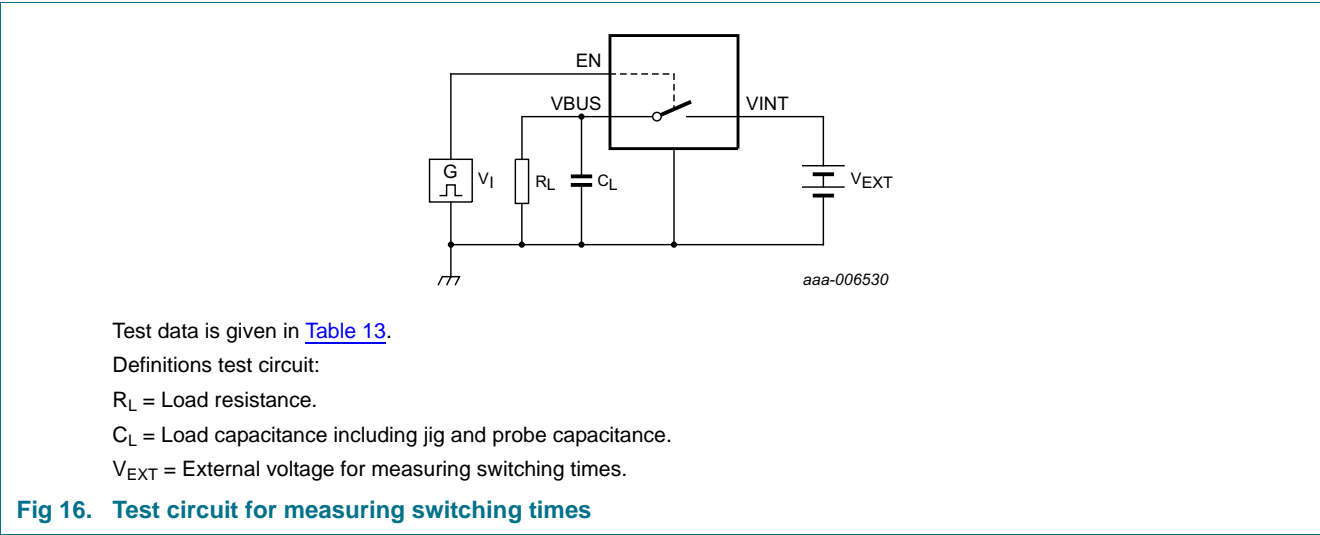 EN
VBUS
VINT
G
VI
RL
CL
VEXT
aaa-006530
Test data is given in Table 13.
Definitions test circuit:
RL = Load resistance.
CL = Load capacitance including jig and probe capacitance.
VEXT = External voltage for measuring switching times.
Fig 16. Test circuit for measuring switching times